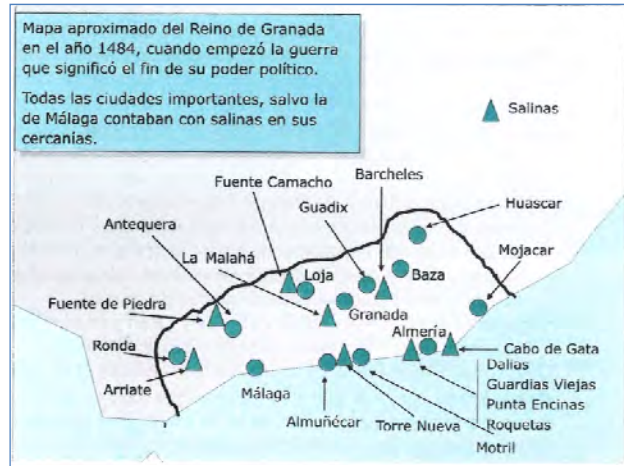 Mapa aproximado del Reino de Granada
en el año 1484, cuando empezó la guerra
que significó el fin de su poder político.
Todas las ciudades importantes, salvo la
de Málaga contaban con salinas en sus
cercanías.
Salinas
Barcheles
Fuente Camacho
Guadix
Huascar
Antequera
La Malahá
Mojacar
Loja
Baza
Fuente de Piedra
Granada
Almería
Ronda
Cabo de Gata
Arriate
Málaga
Dalías
Guardias Viejas
Almuñécar
Torre Nueva
Punta Encinas
Roquetas
Motril